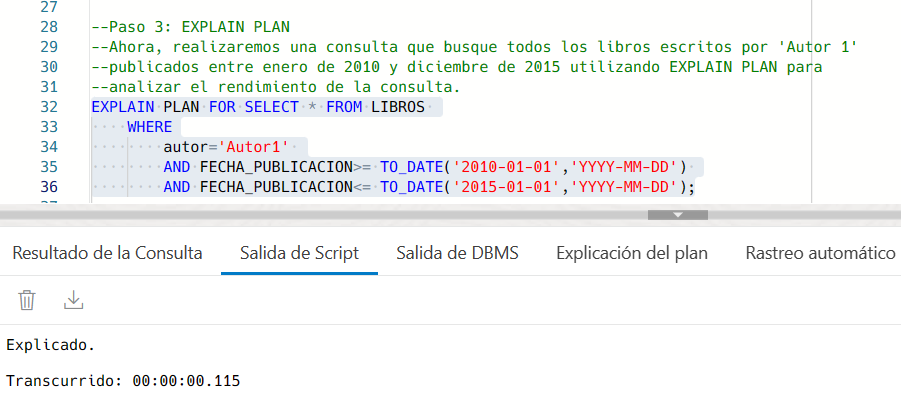 27
28 --Paso 3: EXPLAIN PLAN
29 --Ahora, realizaremos una consulta que busque todos los libros escritos por 'Autor 1'
30 --publicados entre enero de 2010 y diciembre de 2015 utilizando EXPLAIN PLAN para
31 --analizar el rendimiento de la consulta.
32 EXPLAIN PLAN FOR SELECT * FROM LIBROS
33 WHERE
34 autor='Autor1'
35 AND FECHA_PUBLICACION>= TO_DATE('2010-01-01','YYYY-MM-DD')
36 AND FECHA_PUBLICACION<= TO_DATE('2015-01-01','YYYY-MM-DD');
Resultado de la Consulta Salida de Script Salida de DBMS Explicación del plan Rastreo automático
Explicado.
Transcurrido: 00:00:00.115